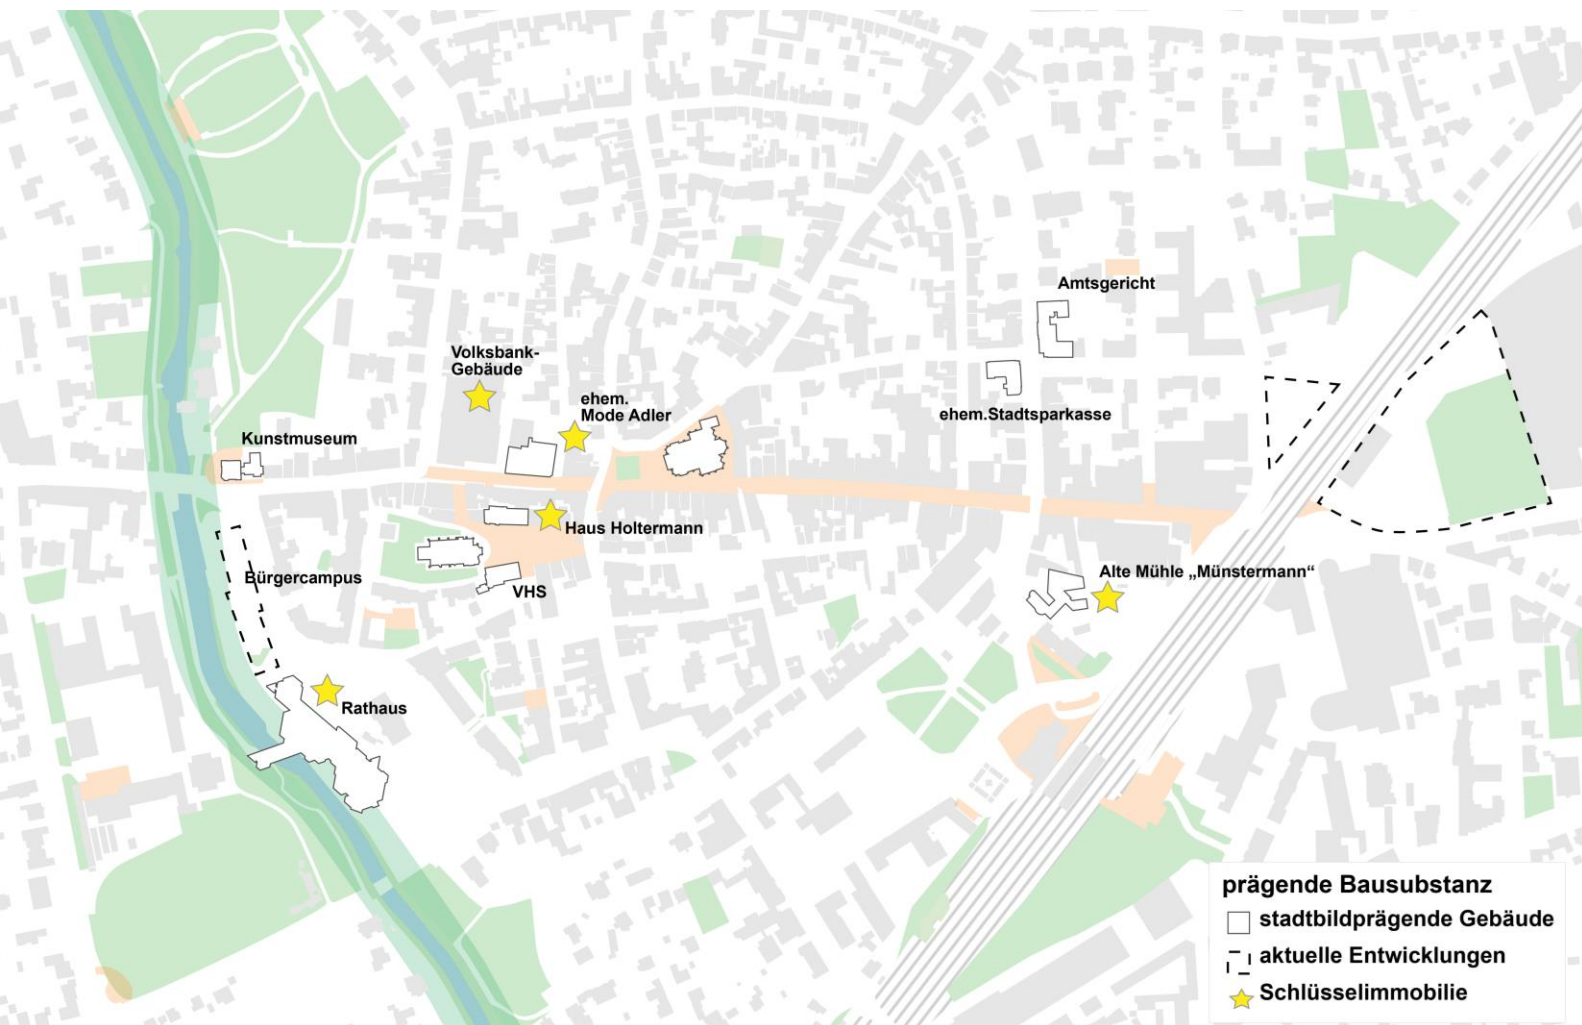 Amtsgericht
Volksbank-
Gebäude
ehem.
Mode Adler
ehem.Stadtsparkasse
Kunstmuseum
Haus Holtermann
Bürgercampus
VHS
Alte Mühle „Münstermann“
Rathaus
prägende Bausubstanz
stadtbildprägende Gebäude
aktuelle Entwicklungen
Schlüsselimmobilie